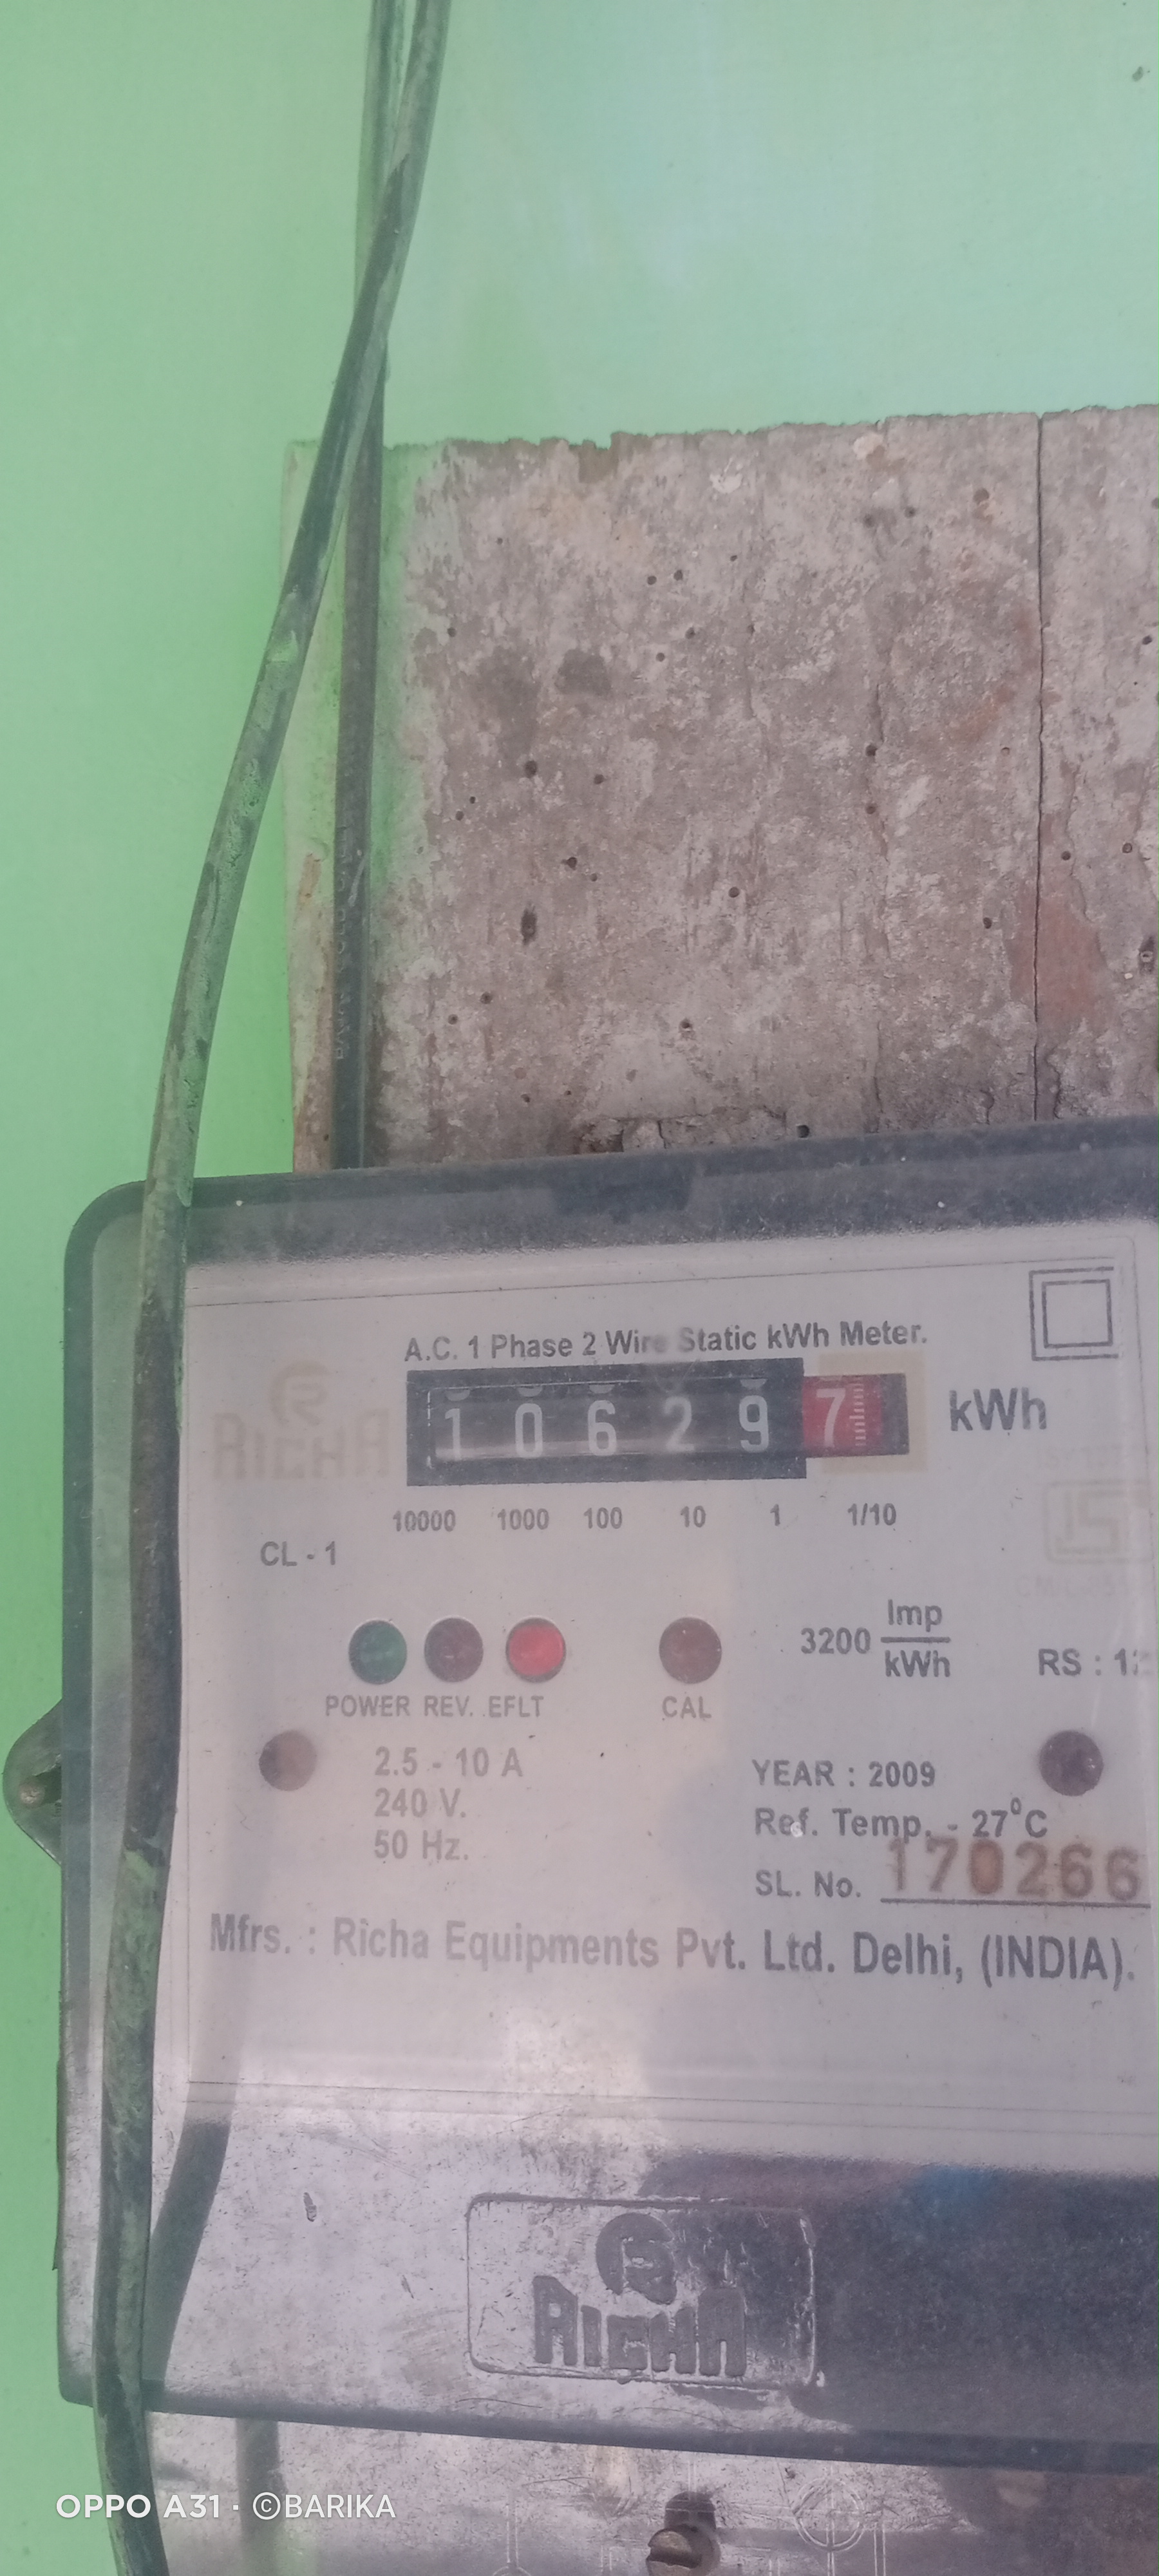 A.C. 1 Phase 2 Wire Static kWh Meter.
RICHA
1 0 6 2 9 7 kWh
10000 1000 100 10 1 1/10
CL - 1
3200 Imp/kWh
RS : 1
POWER REV. EFLT CAL
2.5 - 10 A
240 V.
50 Hz.
YEAR : 2009
Ref. Temp. - 27°C
SL. No. 170266
Mfrs. : Richa Equipments Pvt. Ltd. Delhi, (INDIA).
RICHA
OPPO A31 · ©BARIKA